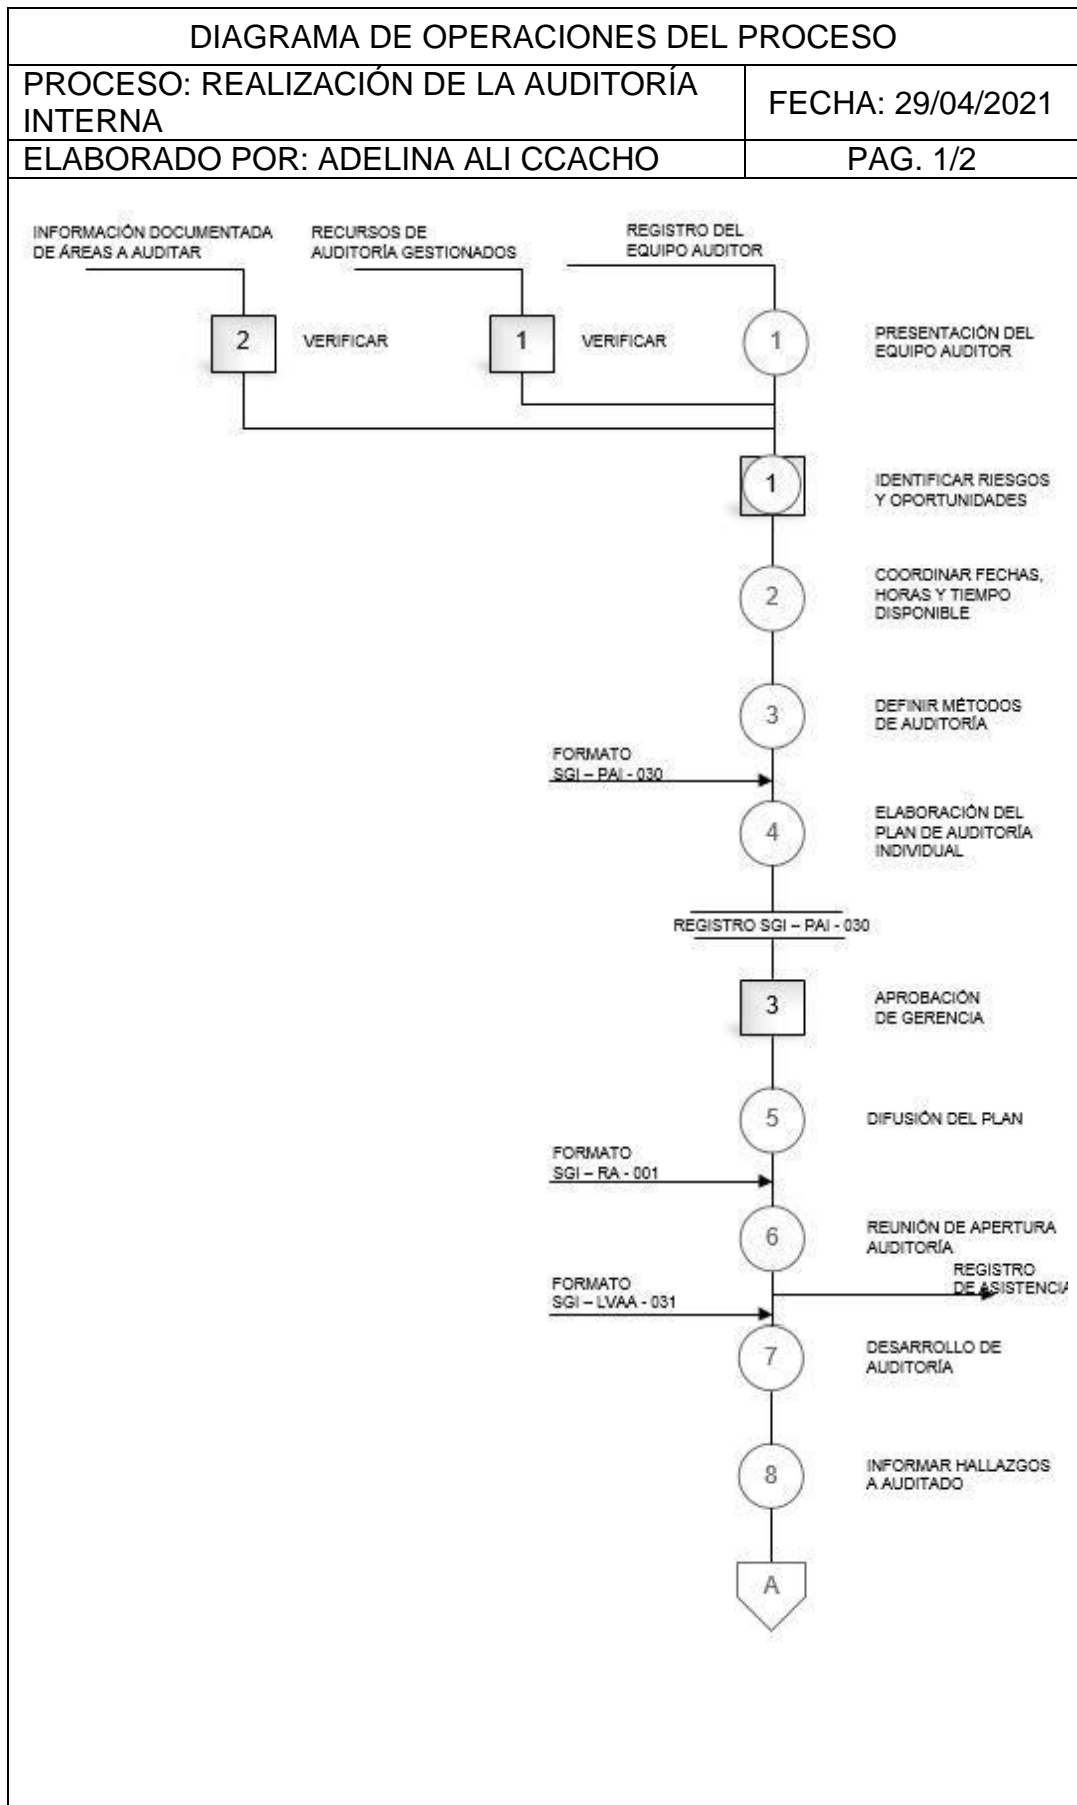 DIAGRAMA DE OPERACIONES DEL PROCESO
PROCESO: REALIZACIÓN DE LA AUDITORÍA
INTERNA
FECHA: 29/04/2021
ELABORADO POR: ADELINA ALI CCACHO
PAG. 1/2
INFORMACIÓN DOCUMENTADA
DE ÁREAS A AUDITAR
RECURSOS DE
AUDITORÍA GESTIONADOS
REGISTRO DEL
EQUIPO AUDITOR
2
VERIFICAR
1
VERIFICAR
1
PRESENTACIÓN DEL
EQUIPO AUDITOR
1
IDENTIFICAR RIESGOS
Y OPORTUNIDADES
2
COORDINAR FECHAS,
HORAS Y TIEMPO
DISPONIBLE
3
DEFINIR MÉTODOS
DE AUDITORÍA
FORMATO
SGI – PAI - 030
4
ELABORACIÓN DEL
PLAN DE AUDITORÍA
INDIVIDUAL
REGISTRO SGI – PAI - 030
3
APROBACIÓN
DE GERENCIA
5
DIFUSIÓN DEL PLAN
FORMATO
SGI – RA - 001
6
REUNIÓN DE APERTURA
AUDITORÍA
REGISTRO
DE ASISTENCIA
FORMATO
SGI – LVAA - 031
7
DESARROLLO DE
AUDITORÍA
8
INFORMAR HALLAZGOS
A AUDITADO
A